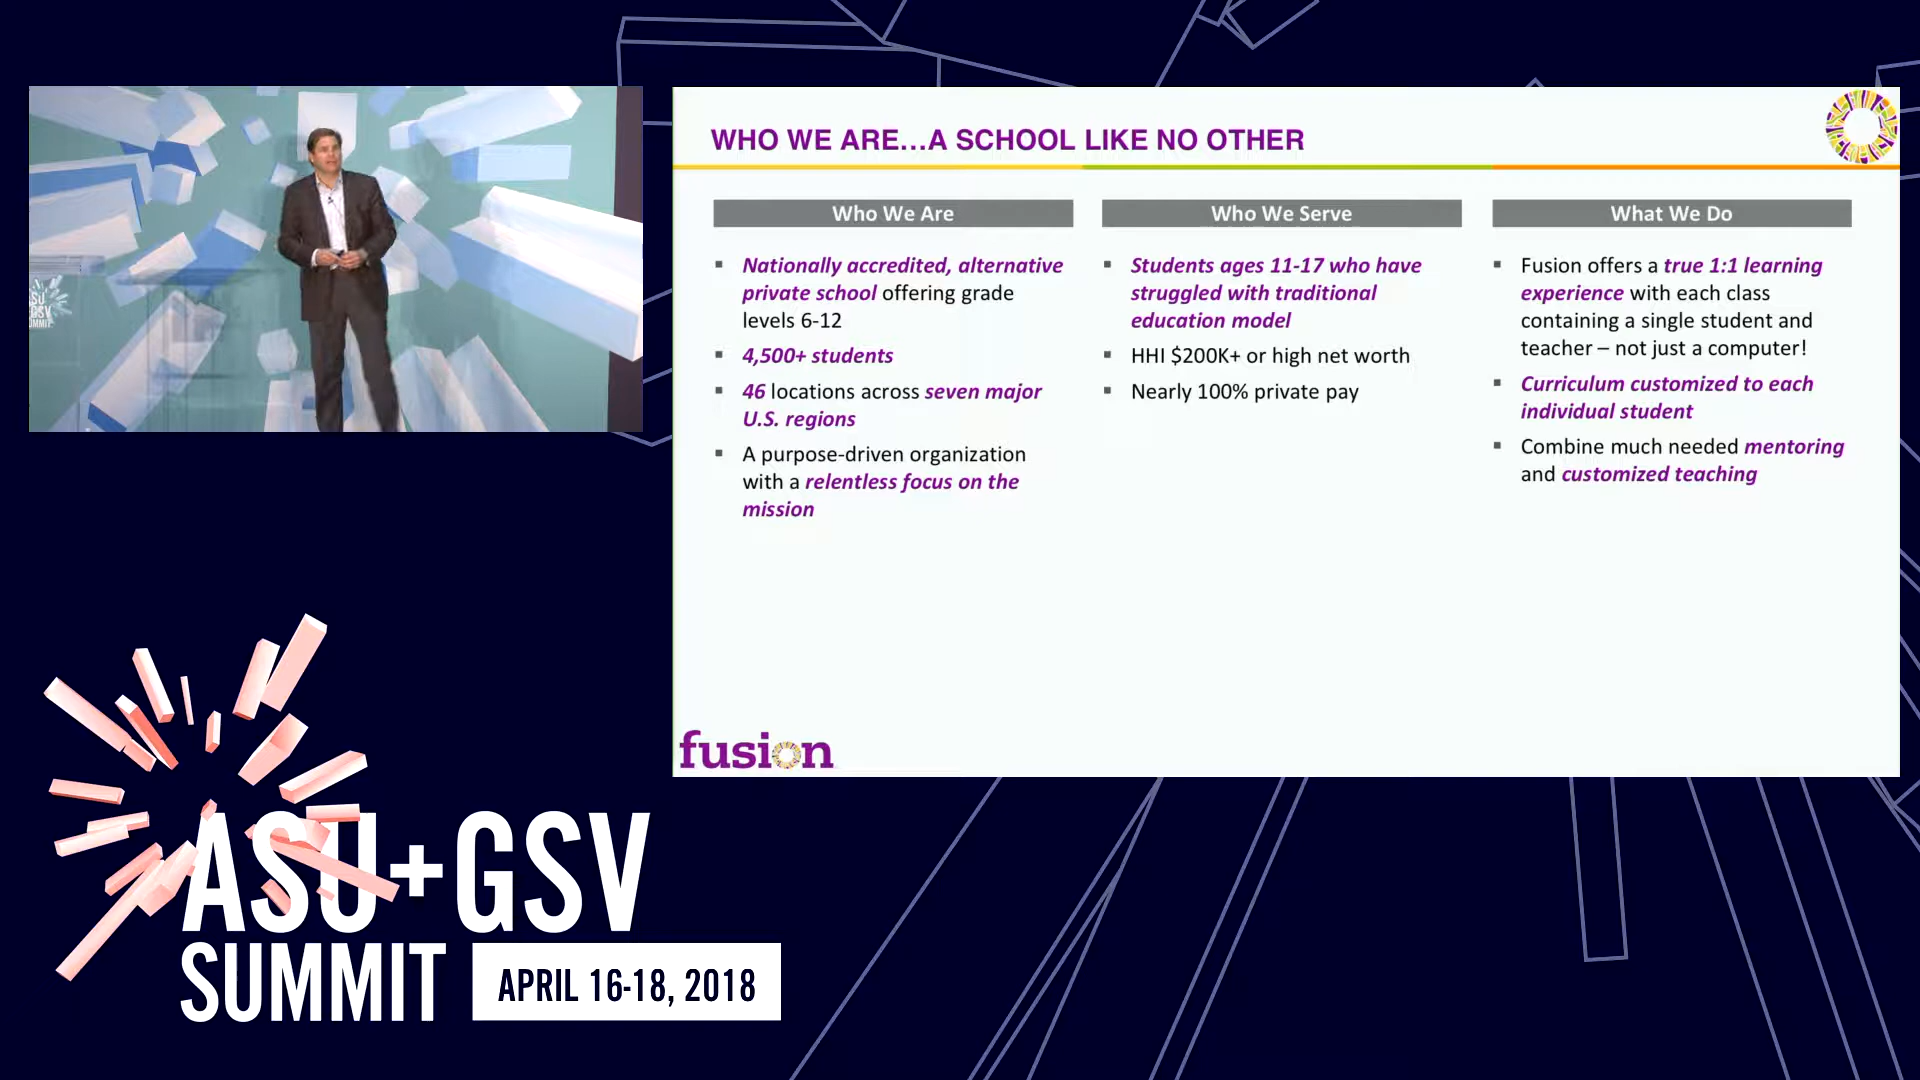 WHO WE ARE...A SCHOOL LIKE NO OTHER
Who We Are
▪ Nationally accredited, alternative
private school offering grade
levels 6-12
▪ 4,500+ students
▪ 46 locations across seven major
U.S. regions
▪ A purpose-driven organization
with a relentless focus on the
mission
Who We Serve
▪ Students ages 11-17 who have
struggled with traditional
education model
▪ HHI $200K+ or high net worth
▪ Nearly 100% private pay
What We Do
▪ Fusion offers a true 1:1 learning
experience with each class
containing a single student and
teacher – not just a computer!
▪ Curriculum customized to each
individual student
▪ Combine much needed mentoring
and customized teaching
fusion
ASU
GSV
SUMMIT
ASU+GSV
SUMMIT
APRIL 16-18, 2018